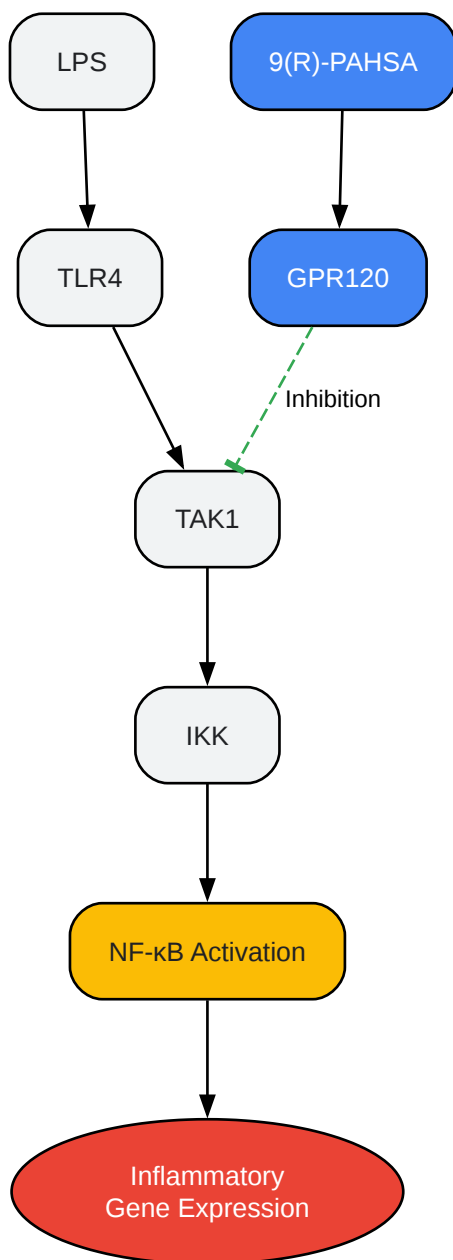 LPS
9(R)-PAHSA
TLR4
GPR120
Inhibition
TAK1
IKK
NF-κB Activation
Inflammatory
Gene Expression